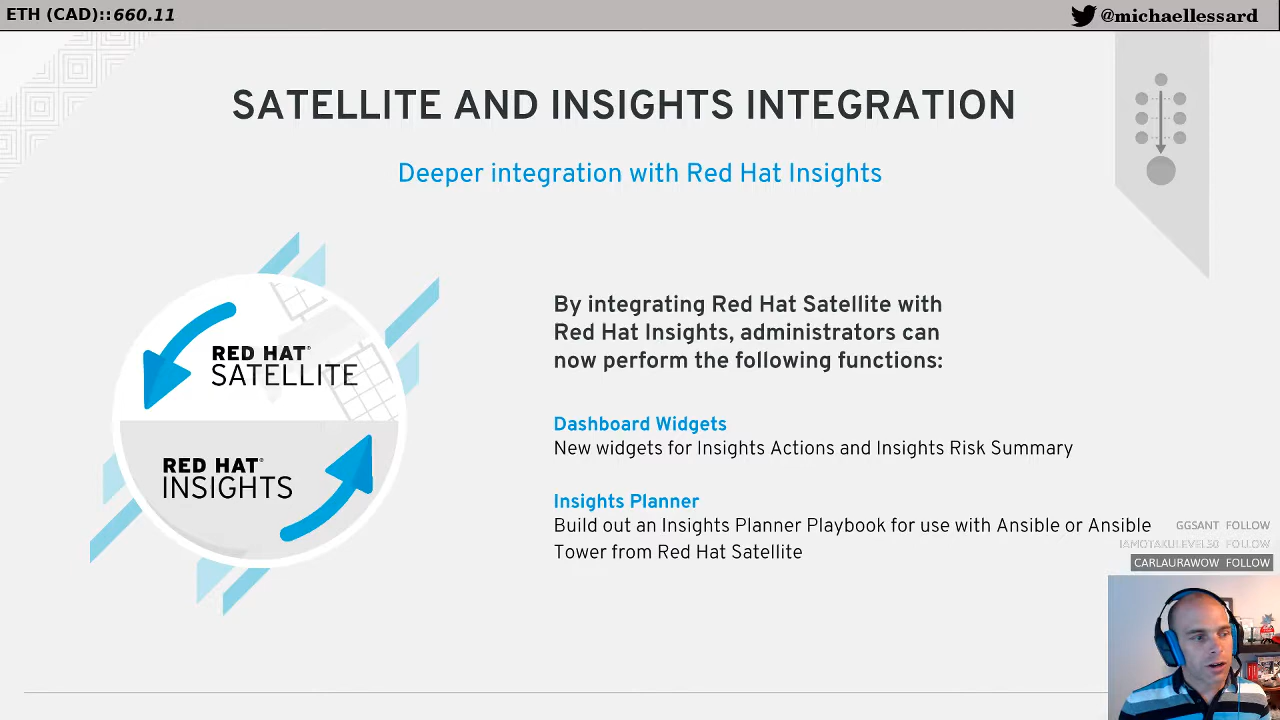 ETH (CAD)::660.11
@michaellessard
SATELLITE AND INSIGHTS INTEGRATION
Deeper integration with Red Hat Insights
RED HAT®
SATELLITE
RED HAT®
INSIGHTS
By integrating Red Hat Satellite with
Red Hat Insights, administrators can
now perform the following functions:
Dashboard Widgets
New widgets for Insights Actions and Insights Risk Summary
Insights Planner
Build out an Insights Planner Playbook for use with Ansible or Ansible
Tower from Red Hat Satellite
GGSANT FOLLOW
IAMOTAKULEVEL50 FOLLOW
CARLAURAWOW FOLLOW